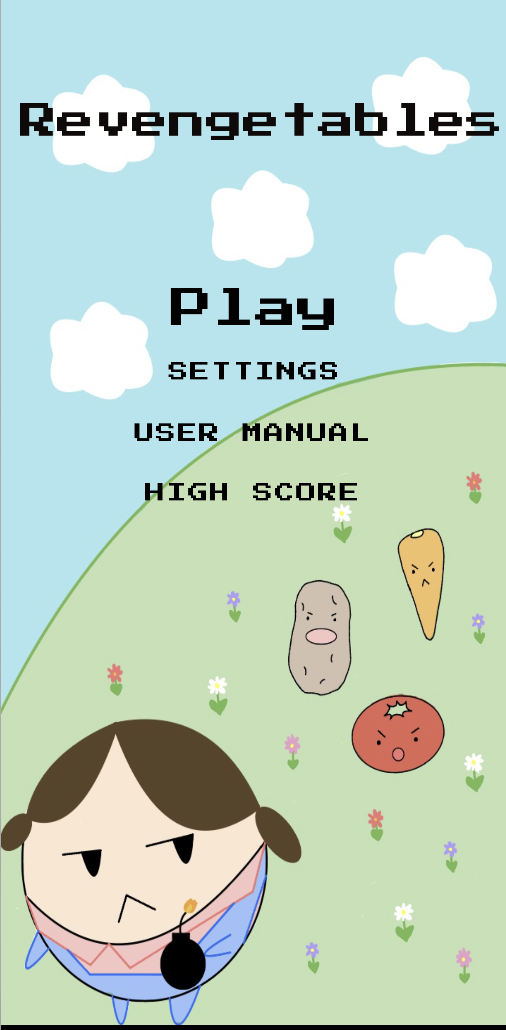 Revengetables
Play
SETTINGS
USER MANUAL
HIGH SCORE